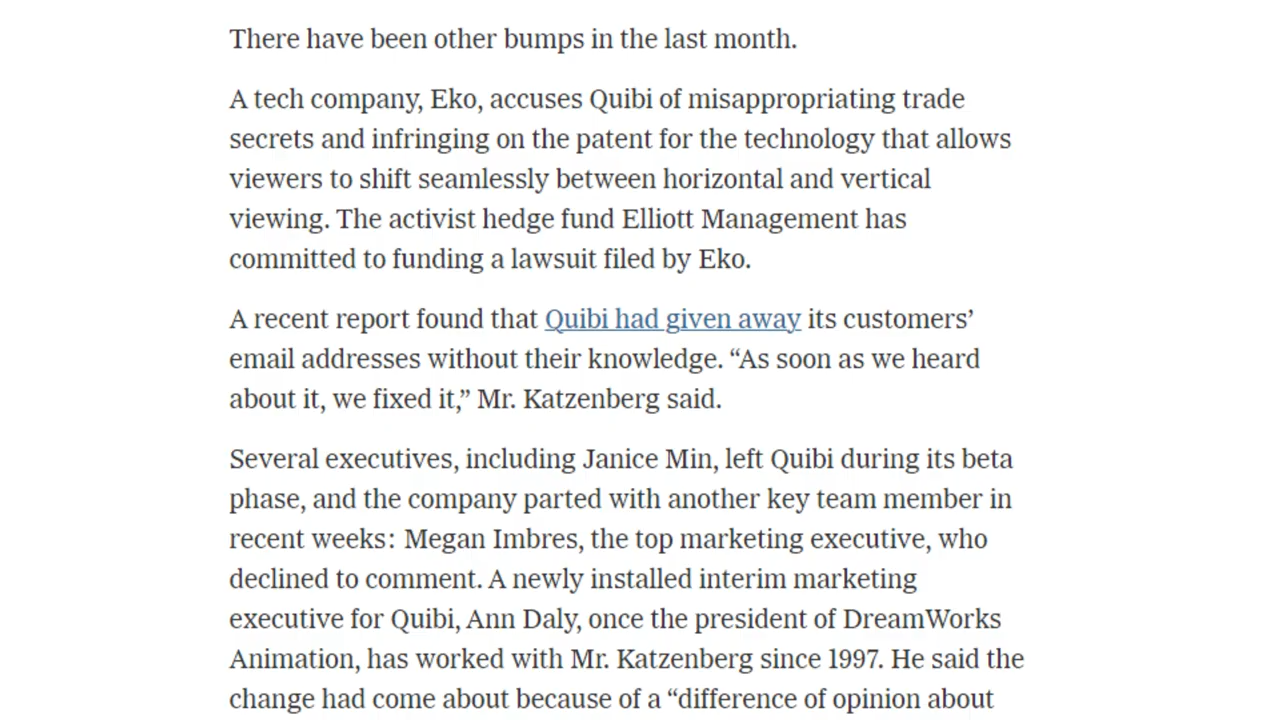 There have been other bumps in the last month.
A tech company, Eko, accuses Quibi of misappropriating trade
secrets and infringing on the patent for the technology that allows
viewers to shift seamlessly between horizontal and vertical
viewing. The activist hedge fund Elliott Management has
committed to funding a lawsuit filed by Eko.
A recent report found that Quibi had given away its customers’
email addresses without their knowledge. “As soon as we heard
about it, we fixed it,” Mr. Katzenberg said.
Several executives, including Janice Min, left Quibi during its beta
phase, and the company parted with another key team member in
recent weeks: Megan Imbres, the top marketing executive, who
declined to comment. A newly installed interim marketing
executive for Quibi, Ann Daly, once the president of DreamWorks
Animation, has worked with Mr. Katzenberg since 1997. He said the
change had come about because of a “difference of opinion about